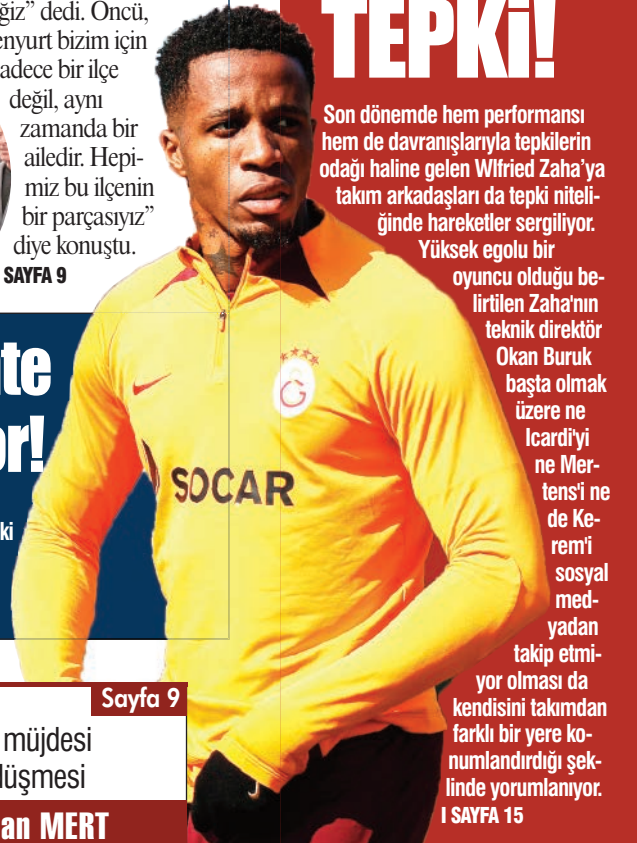 ğiz” dedi. Öncü,
enyurt bizim için
adece bir ilçe
değil, aynı
zamanda bir
ailedir. Hepi-
miz bu ilçenin
bir parçasıyız”
diye konuştu.
SAYFA 9
te
or!
ki
Sayfa 9
müjdesi
lüşmesi
an MERT
SOCAR
TEPKİ!
Son dönemde hem performansı
hem de davranışlarıyla tepkilerin
odağı haline gelen Wlfried Zaha’ya
takım arkadaşları da tepki niteli-
ğinde hareketler sergiliyor.
Yüksek egolu bir
oyuncu olduğu be-
lirtilen Zaha'nın
teknik direktör
Okan Buruk
başta olmak
üzere ne
Icardi'yi
ne Mer-
tens'i ne
de Ke-
rem'i
sosyal
med-
yadan
takip etmi-
yor olması da
kendisini takımdan
farklı bir yere ko-
numlandırdığı şek-
linde yorumlanıyor.
I SAYFA 15